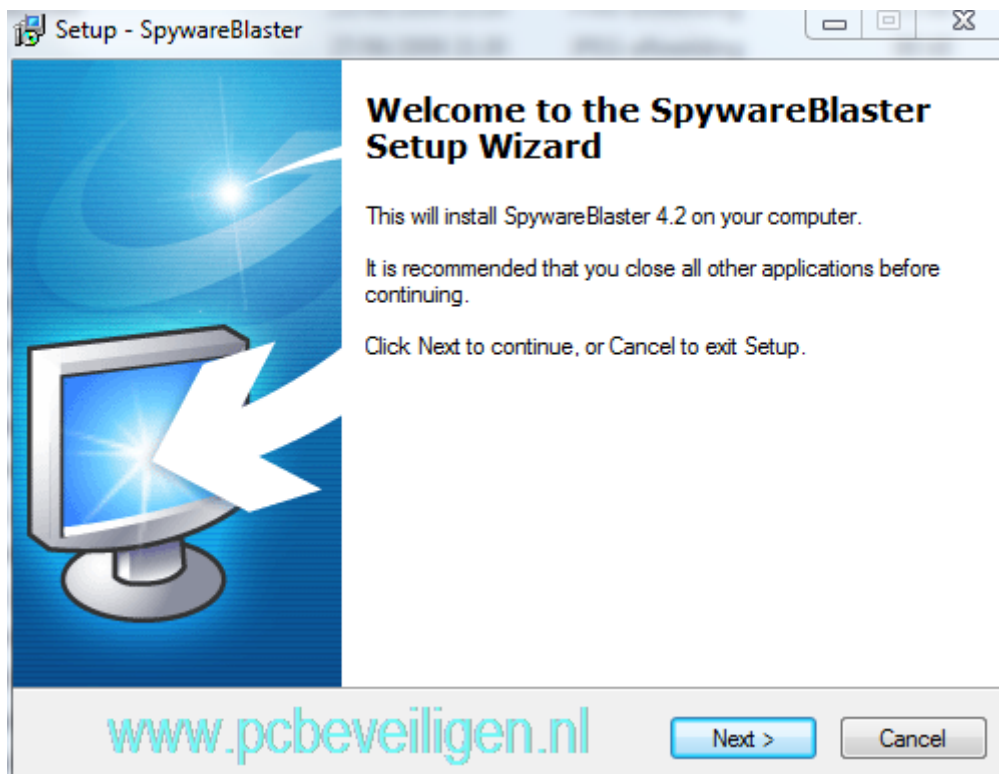 Setup - SpywareBlaster
Welcome to the SpywareBlaster
Setup Wizard
This will install SpywareBlaster 4.2 on your computer.
It is recommended that you close all other applications before
continuing.
Click Next to continue, or Cancel to exit Setup.
www.pcbeveiligen.nl
Next >
Cancel